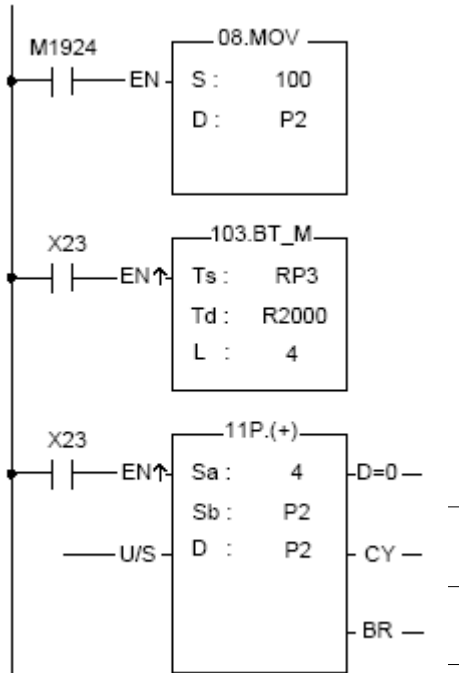 M1924
08.MOV
EN
S : 100
D : P2
X23
103.BT_M
EN↑
Ts : RP3
Td : R2000
L : 4
X23
11P.(+)
EN↑
Sa : 4
D=0
Sb : P2
U/S
D : P2
CY
BR